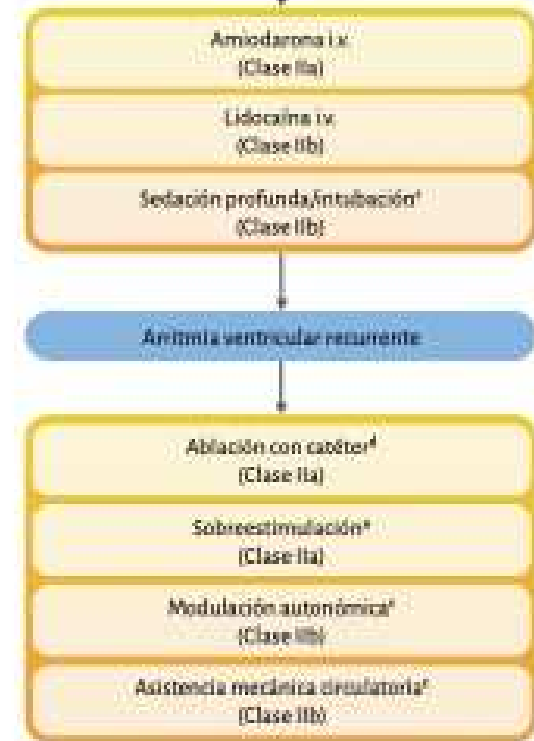 Amiodarona i.v.
(Clase IIa)
Lidocaína i.v.
(Clase IIb)
Sedación profunda/intubación
(Clase IIb)
Arritmia ventricular recurrente
Ablación con catéter
(Clase IIa)
Sobreestimulación
(Clase IIa)
Modulación autonómica
(Clase IIb)
Asistencia mecánica circulatoria
(Clase IIb)